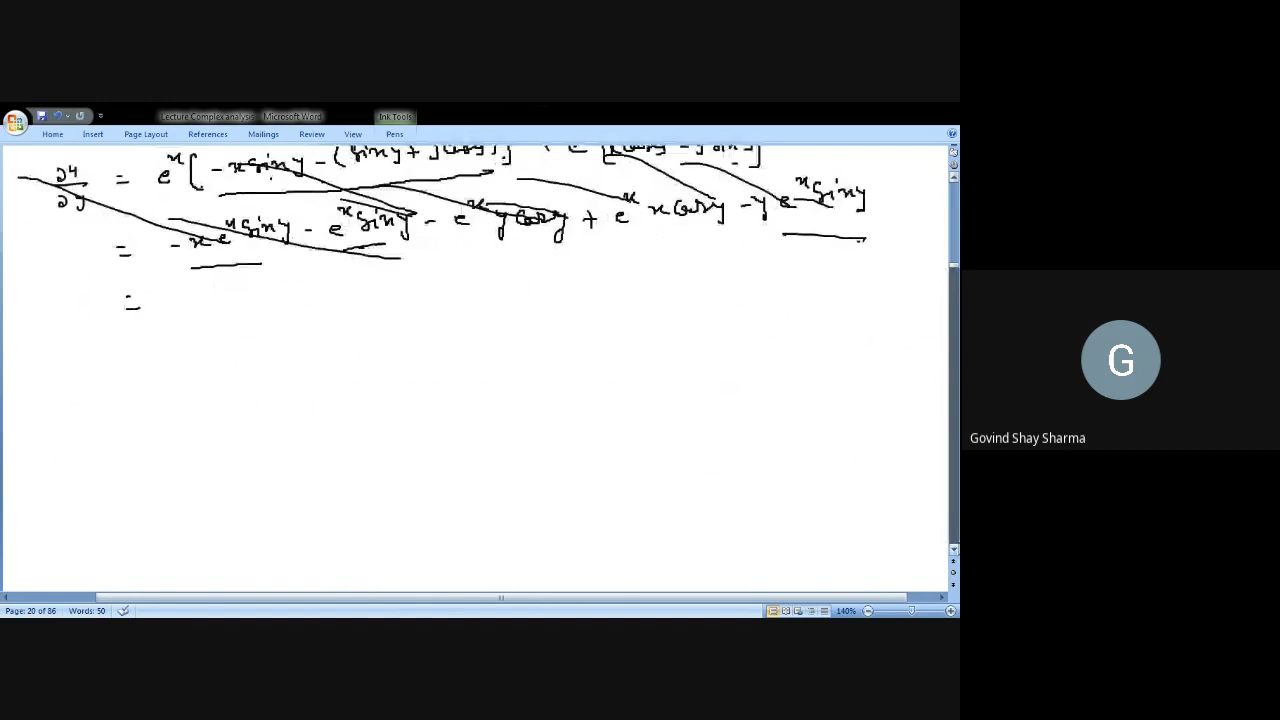 Lecture Complex analysis - Microsoft Word
Ink Tools
Home Insert Page Layout References Mailings Review View Pens
∂u/∂y = e^x [ - x sin y - (sin y + y cos y) ] + e^x [ x cos y - y sin y ]
= - x e^x sin y - e^x sin y - e^x y cos y + e^x x cos y - y e^x sin y
=
G
Govind Shay Sharma
Page: 20 of 86 Words: 50 140%